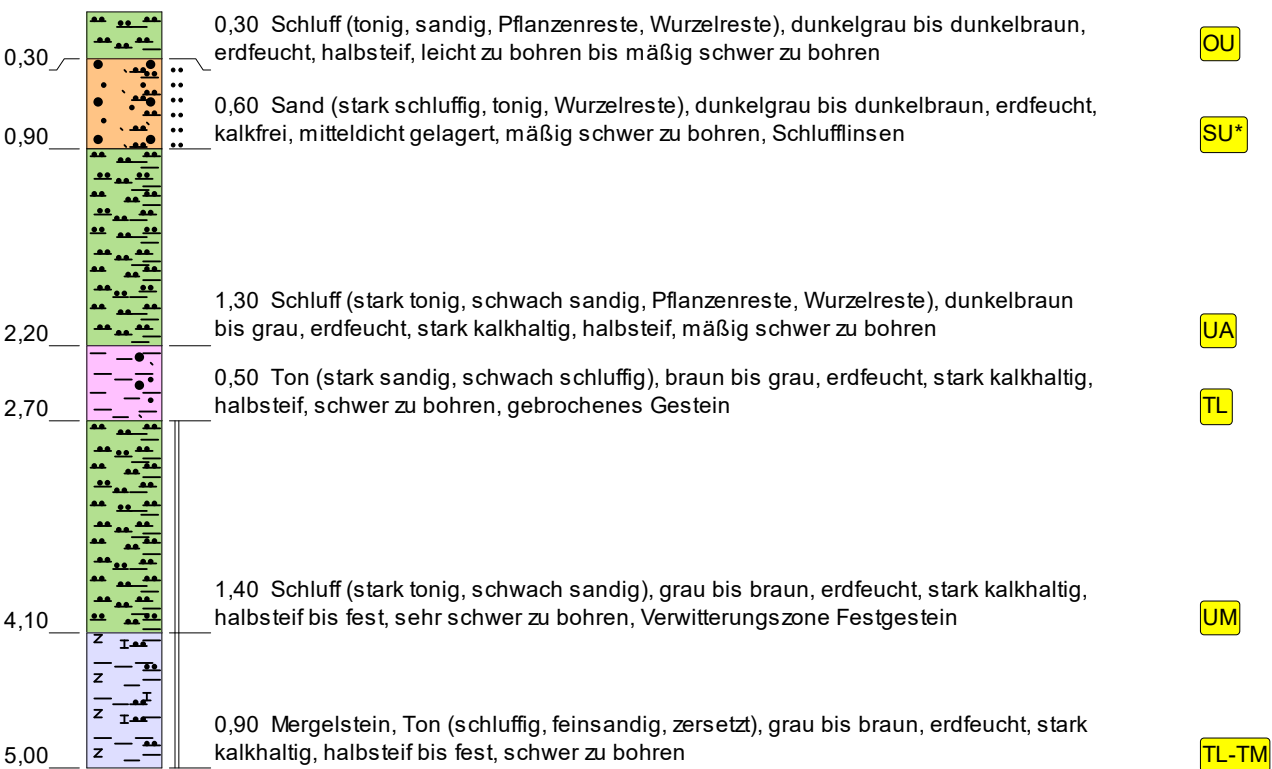 0,30 Schluff (tonig, sandig, Pflanzenreste, Wurzelreste), dunkelgrau bis dunkelbraun,
erdfeucht, halbsteif, leicht zu bohren bis mäßig schwer zu bohren
OU
0,30
0,60 Sand (stark schluffig, tonig, Wurzelreste), dunkelgrau bis dunkelbraun, erdfeucht,
kalkfrei, mitteldicht gelagert, mäßig schwer zu bohren, Schlufflinsen
SU*
0,90
1,30 Schluff (stark tonig, schwach sandig, Pflanzenreste, Wurzelreste), dunkelbraun
bis grau, erdfeucht, stark kalkhaltig, halbsteif, mäßig schwer zu bohren
UA
2,20
0,50 Ton (stark sandig, schwach schluffig), braun bis grau, erdfeucht, stark kalkhaltig,
halbsteif, schwer zu bohren, gebrochenes Gestein
TL
2,70
1,40 Schluff (stark tonig, schwach sandig), grau bis braun, erdfeucht, stark kalkhaltig,
halbsteif bis fest, sehr schwer zu bohren, Verwitterungszone Festgestein
UM
4,10
0,90 Mergelstein, Ton (schluffig, feinsandig, zersetzt), grau bis braun, erdfeucht, stark
kalkhaltig, halbsteif bis fest, schwer zu bohren
TL-TM
5,00